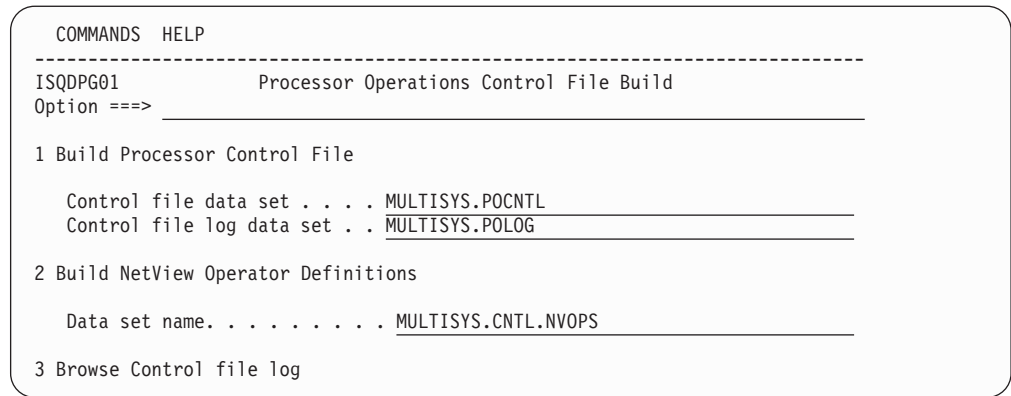 COMMANDS HELP
-------------------------------------------------------------------------------
ISQDPG01 Processor Operations Control File Build
Option ===>
1 Build Processor Control File
Control file data set . . . . MULTISYS.POCNTL
Control file log data set . . MULTISYS.POLOG
2 Build NetView Operator Definitions
Data set name. . . . . . . . . MULTISYS.CNTL.NVOPS
3 Browse Control file log